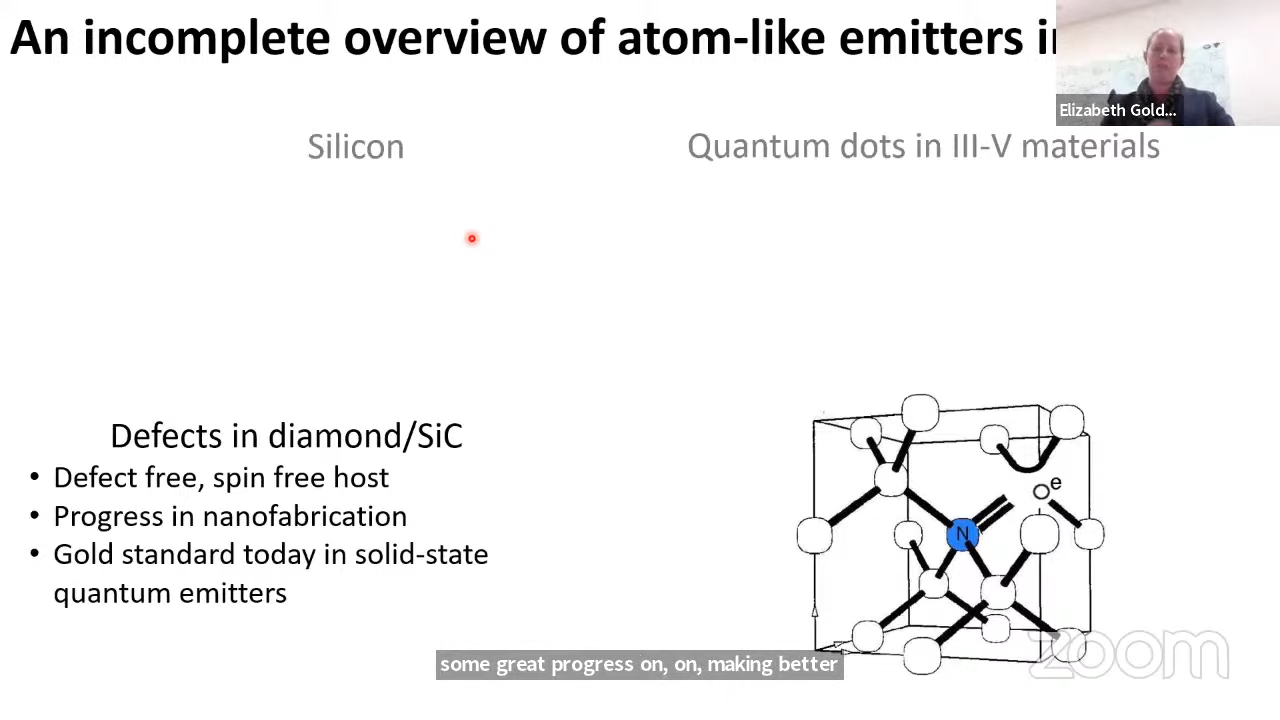 An incomplete overview of atom-like emitters in
Elizabeth Gold...
Silicon
Quantum dots in III-V materials
Defects in diamond/SiC
• Defect free, spin free host
• Progress in nanofabrication
• Gold standard today in solid-state
quantum emitters
e
N
some great progress on, on, making better
zoom